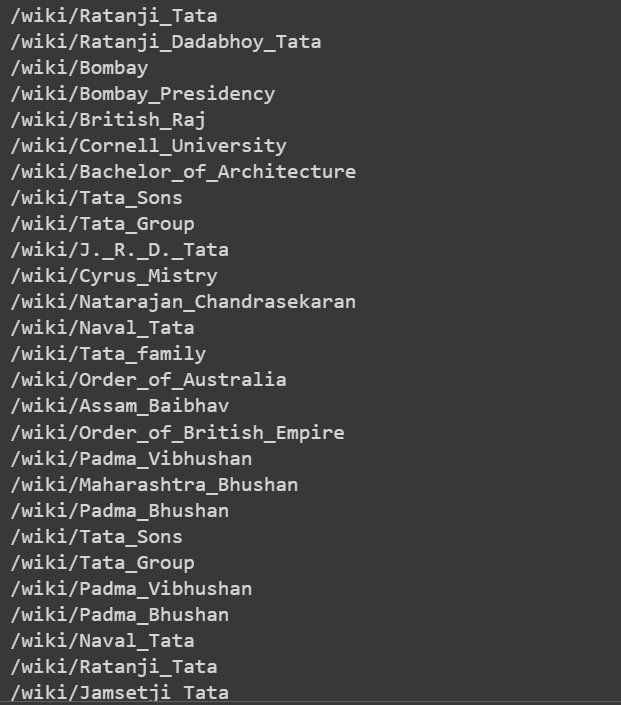 /wiki/Ratanji_Tata
/wiki/Ratanji_Dadabhoy_Tata
/wiki/Bombay
/wiki/Bombay_Presidency
/wiki/British_Raj
/wiki/Cornell_University
/wiki/Bachelor_of_Architecture
/wiki/Tata_Sons
/wiki/Tata_Group
/wiki/J._R._D._Tata
/wiki/Cyrus_Mistry
/wiki/Natarajan_Chandrasekaran
/wiki/Naval_Tata
/wiki/Tata_family
/wiki/Order_of_Australia
/wiki/Assam_Baibhav
/wiki/Order_of_British_Empire
/wiki/Padma_Vibhushan
/wiki/Maharashtra_Bhushan
/wiki/Padma_Bhushan
/wiki/Tata_Sons
/wiki/Tata_Group
/wiki/Padma_Vibhushan
/wiki/Padma_Bhushan
/wiki/Naval_Tata
/wiki/Ratanji_Tata
/wiki/Jamsetji_Tata